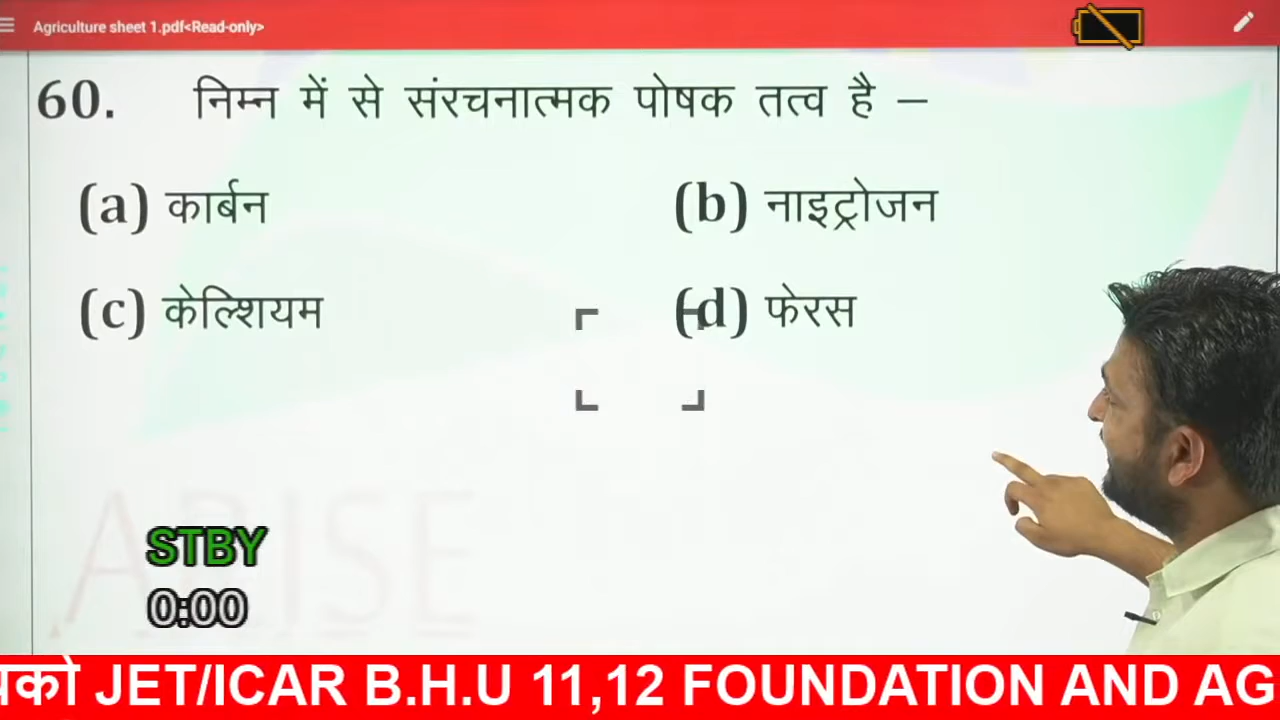 Agriculture sheet 1.pdf<Read-only>
60. निम्न में से संरचनात्मक पोषक तत्व है –
(a) कार्बन (b) नाइट्रोजन
(c) केल्शियम (d) फेरस
ARISE
STBY
0:00
JET/ICAR B.H.U 11,12 FOUNDATION AND AG